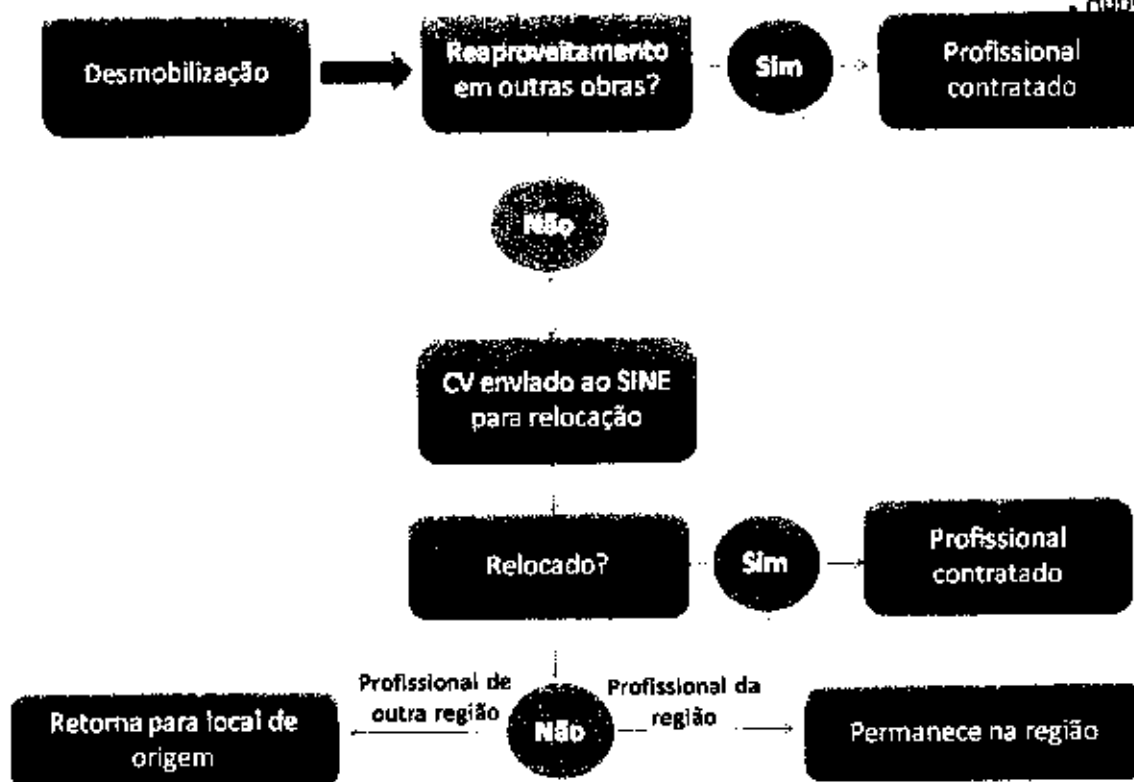 Desmobilização
Reaproveitamento
em outras obras?
Sim
Profissional
contratado
Não
CV enviado ao SINE
para relocação
Relocado?
Sim
Profissional
contratado
Profissional de
outra região
Não
Profissional da
região
Retorna para local de
origem
Permanece na região